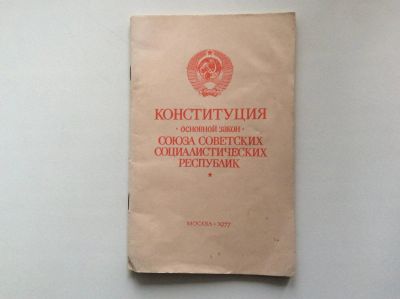 КОНСТИТУЦИЯ
• ОСНОВНОЙ ЗАКОН •
СОЮЗА СОВЕТСКИХ
СОЦИАЛИСТИЧЕСКИХ
РЕСПУБЛИК
МОСКВА • 1977